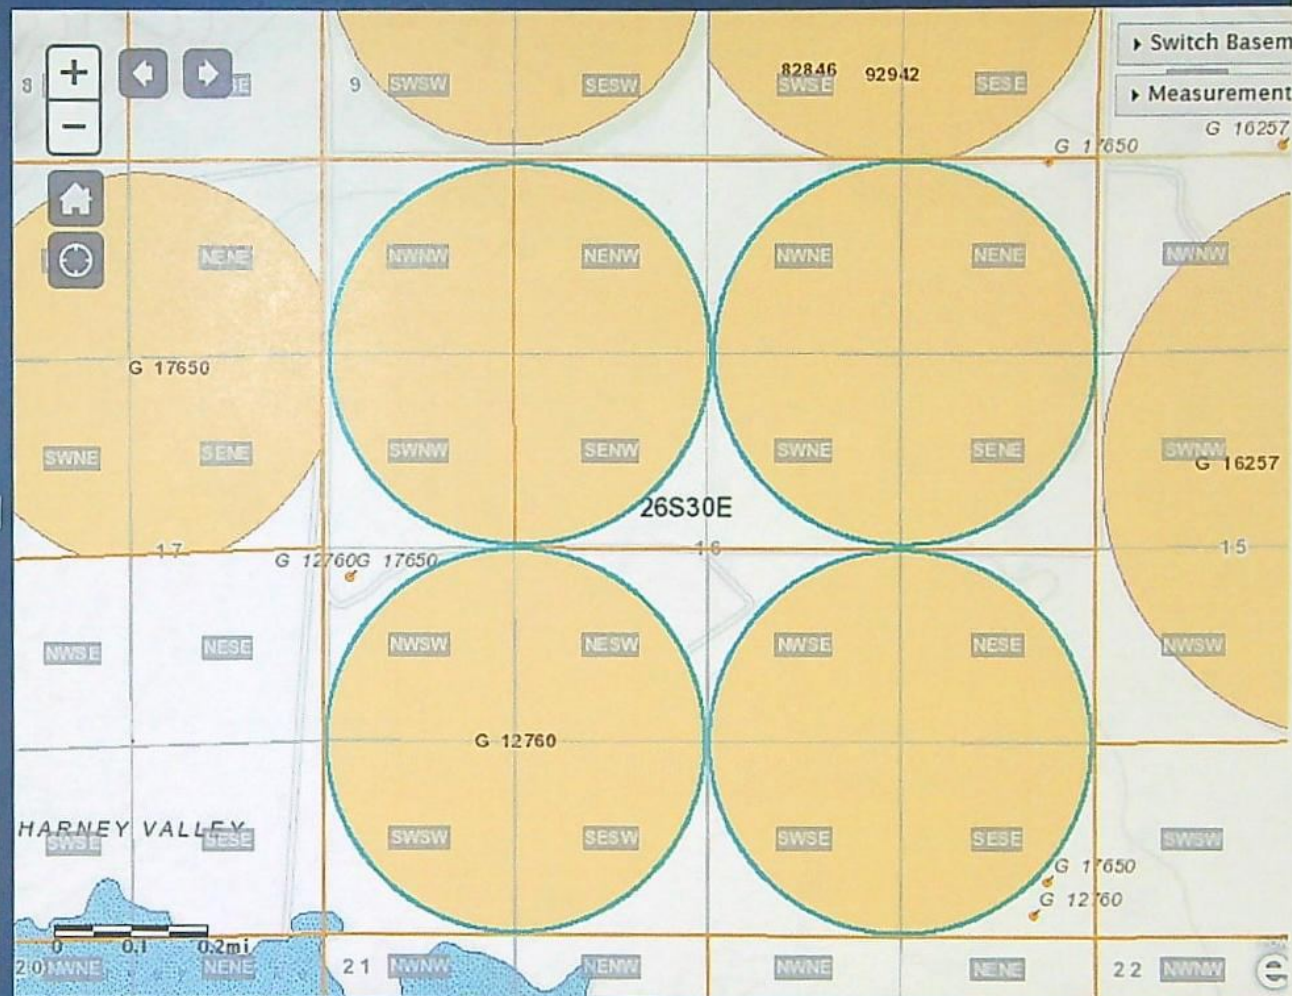 Switch Basem
Measurement
+
−
8
SE
9
SWSW
SESW
82846
92942
SWSE
SESE
G 17650
G 16257
NENE
NWNW
NENW
NWNE
NENE
NWNW
G 17650
SWNE
SENE
SWNW
SENW
SWNE
SENE
SWNW
G 16257
26S30E
17
16
15
G 12760G 17650
NWSE
NESE
NWSW
NESW
NWSE
NESE
NWSW
G 12760
HARNEY VALLEY
SWSE
SESE
SWSW
SESW
SWSE
SESE
SWSW
G 17650
G 12760
0 0.1 0.2mi
20
NWNE
NENE
21
NWNW
NENW
NWNE
NENE
22
NWNW
e